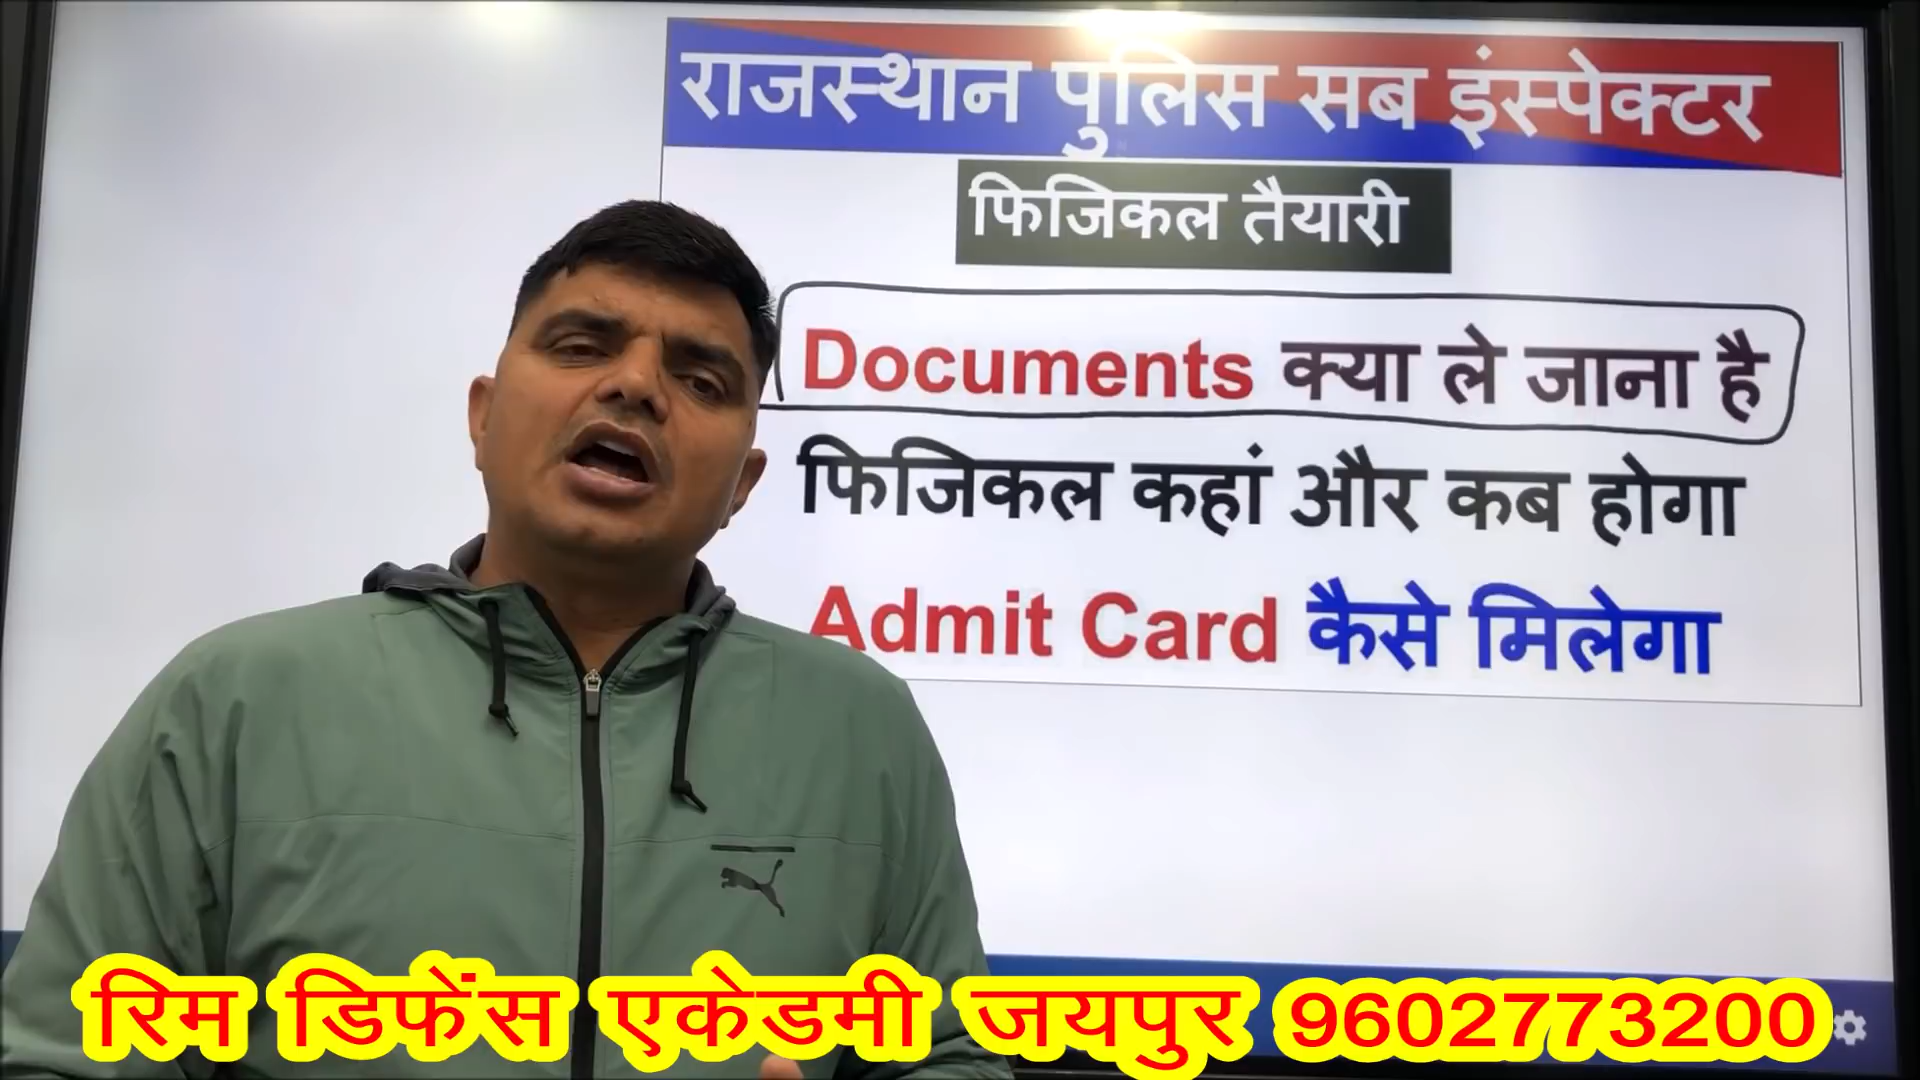 राजस्थान पुलिस सब इंस्पेक्टर
फिजिकल तैयारी
Documents क्या ले जाना है
फिजिकल कहां और कब होगा
Admit Card कैसे मिलेगा
रिम डिफेंस एकेडमी जयपुर 9602773200